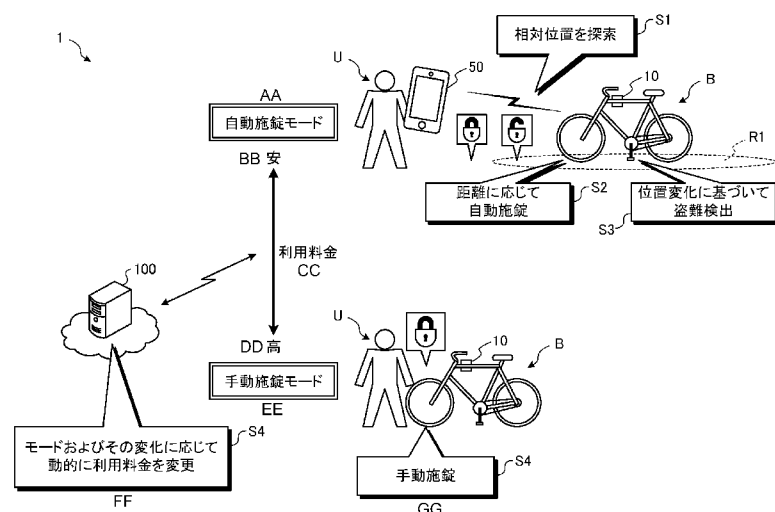 1
U
50
相対位置を探索
S1
10
B
AA
自動施錠モード
BB 安
R1
距離に応じて
自動施錠
S2
位置変化に基づいて
盗難検出
S3
利用料金
CC
100
DD 高
手動施錠モード
EE
U
10
B
モードおよびその変化に応じて
動的に利用料金を変更
S4
FF
手動施錠
S4
GG